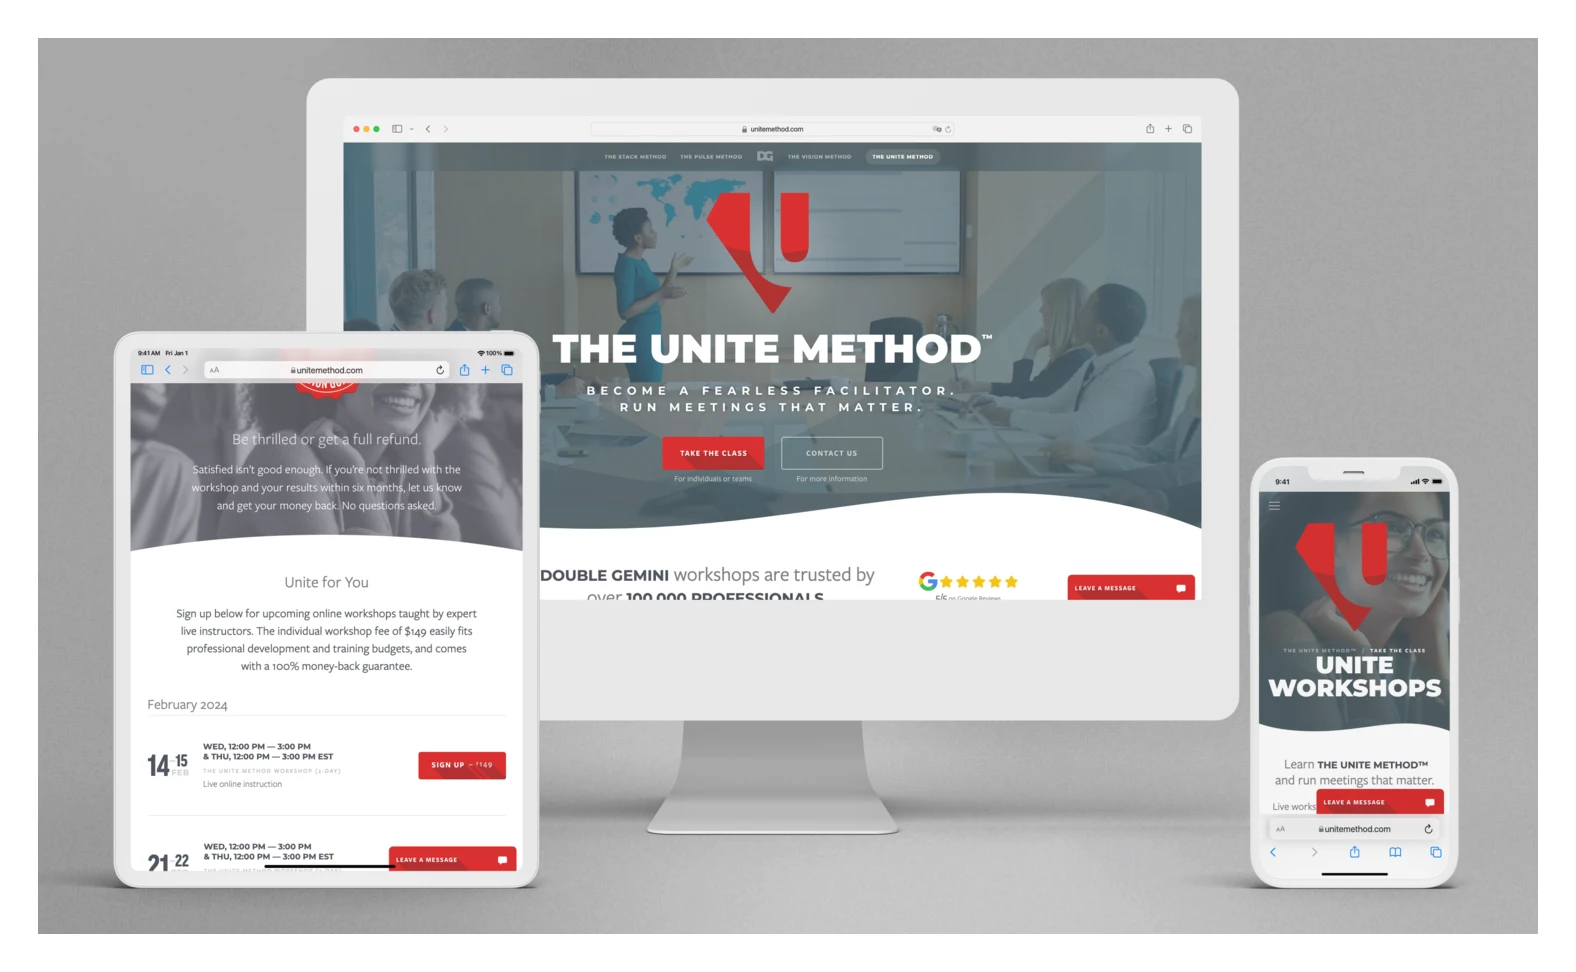 unitemethod.com
THE STACK METHOD
THE PULSE METHOD
DG
THE VISION METHOD
THE UNITE METHOD
THE UNITE METHOD™
BECOME A FEARLESS FACILITATOR.
RUN MEETINGS THAT MATTER.
TAKE THE CLASS
CONTACT US
For individuals or teams
For more information
DOUBLE GEMINI workshops are trusted by
over 100,000 PROFESSIONALS
5/5 on Google Reviews
LEAVE A MESSAGE
9:41 AM Fri Jan 1
100%
AA
unitemethod.com
Be thrilled or get a full refund.
Satisfied isn't good enough. If you're not thrilled with the
workshop and your results within six months, let us know
and get your money back. No questions asked.
Unite for You
Sign up below for upcoming online workshops taught by expert
live instructors. The individual workshop fee of $149 easily fits
professional development and training budgets, and comes
with a 100% money-back guarantee.
February 2024
14-15
FEB
WED, 12:00 PM — 3:00 PM
& THU, 12:00 PM — 3:00 PM EST
THE UNITE METHOD WORKSHOP (2-DAY)
Live online instruction
SIGN UP – $149
21-22
WED, 12:00 PM — 3:00 PM
& THU, 12:00 PM — 3:00 PM EST
LEAVE A MESSAGE
9:41
THE UNITE METHOD™ / TAKE THE CLASS
UNITE
WORKSHOPS
Learn THE UNITE METHOD™
and run meetings that matter.
Live works
LEAVE A MESSAGE
AA
unitemethod.com